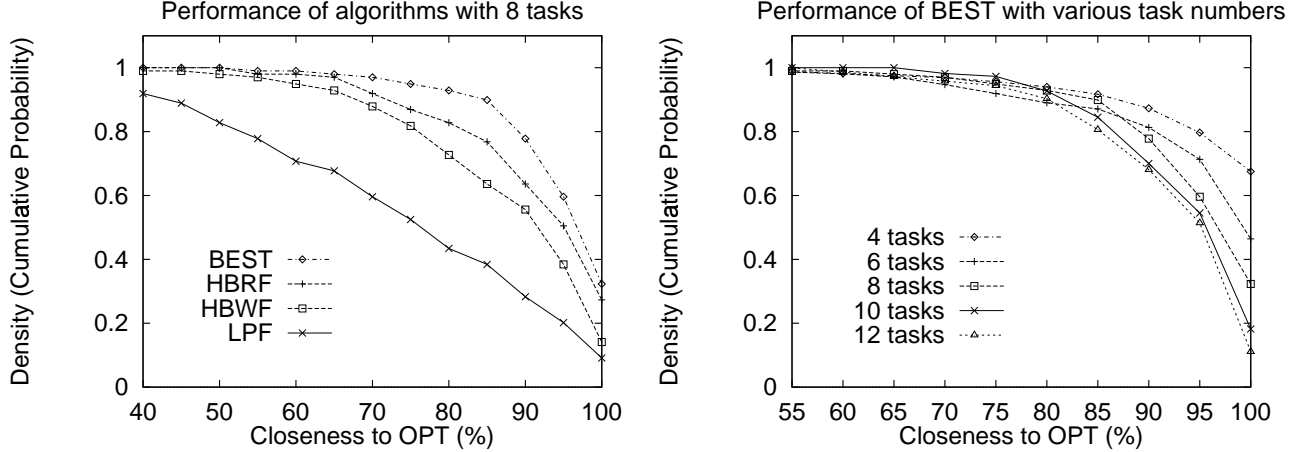 Performance of algorithms with 8 tasks
Density (Cumulative Probability)
1
0.8
0.6
0.4
0.2
0
BEST
HBRF
HBWF
LPF
40 50 60 70 80 90 100
Closeness to OPT (%)
Performance of BEST with various task numbers
Density (Cumulative Probability)
1
0.8
0.6
0.4
0.2
0
4 tasks
6 tasks
8 tasks
10 tasks
12 tasks
55 60 65 70 75 80 85 90 95 100
Closeness to OPT (%)